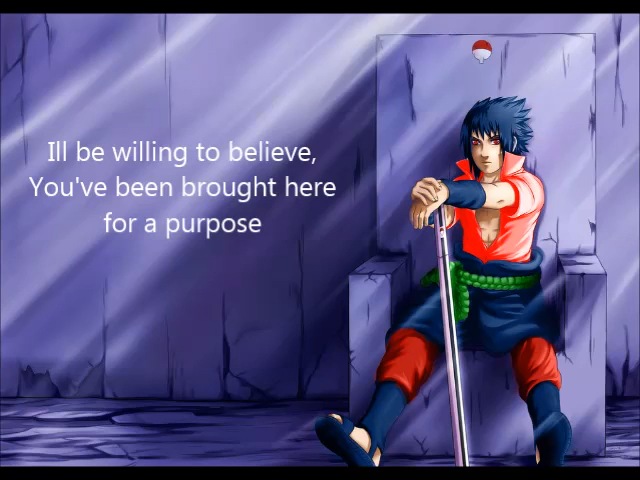 Ill be willing to believe,
You've been brought here
for a purpose